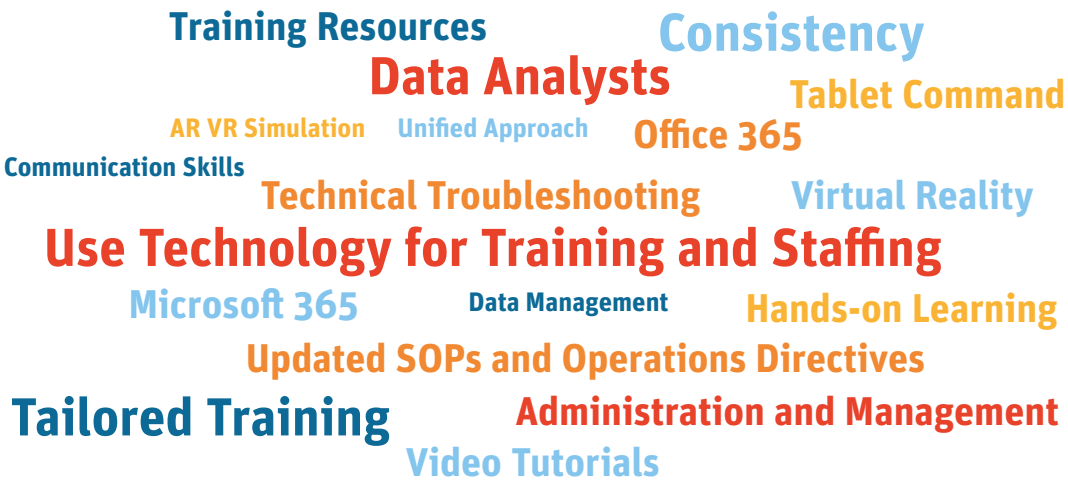 Training Resources
Consistency
Data Analysts
Tablet Command
AR VR Simulation
Unified Approach
Office 365
Communication Skills
Technical Troubleshooting
Virtual Reality
Use Technology for Training and Staffing
Microsoft 365
Data Management
Hands-on Learning
Updated SOPs and Operations Directives
Tailored Training
Administration and Management
Video Tutorials